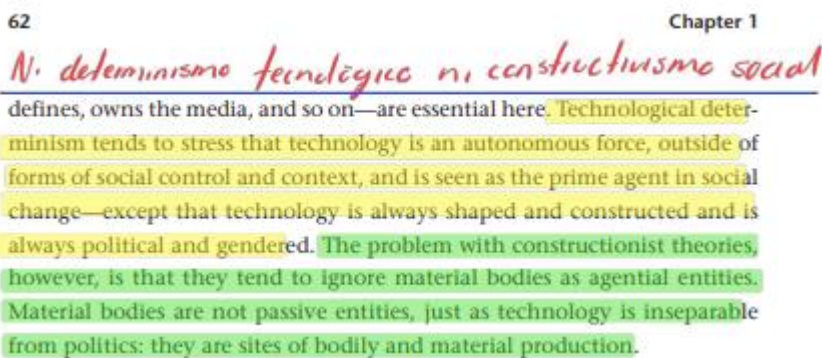 62 Chapter 1
Ni determinismo tecnológico ni constructivismo social
defines, owns the media, and so on—are essential here. Technological deter-
minism tends to stress that technology is an autonomous force, outside of
forms of social control and context, and is seen as the prime agent in social
change—except that technology is always shaped and constructed and is
always political and gendered. The problem with constructionist theories,
however, is that they tend to ignore material bodies as agential entities.
Material bodies are not passive entities, just as technology is inseparable
from politics: they are sites of bodily and material production.